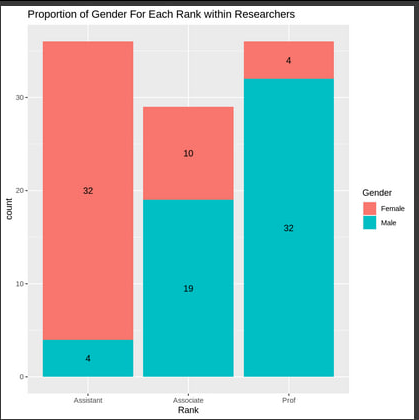 Proportion of Gender For Each Rank within Researchers
count
30
20
10
0
32
4
10
19
4
32
Assistant
Associate
Prof
Rank
Gender
Female
Male